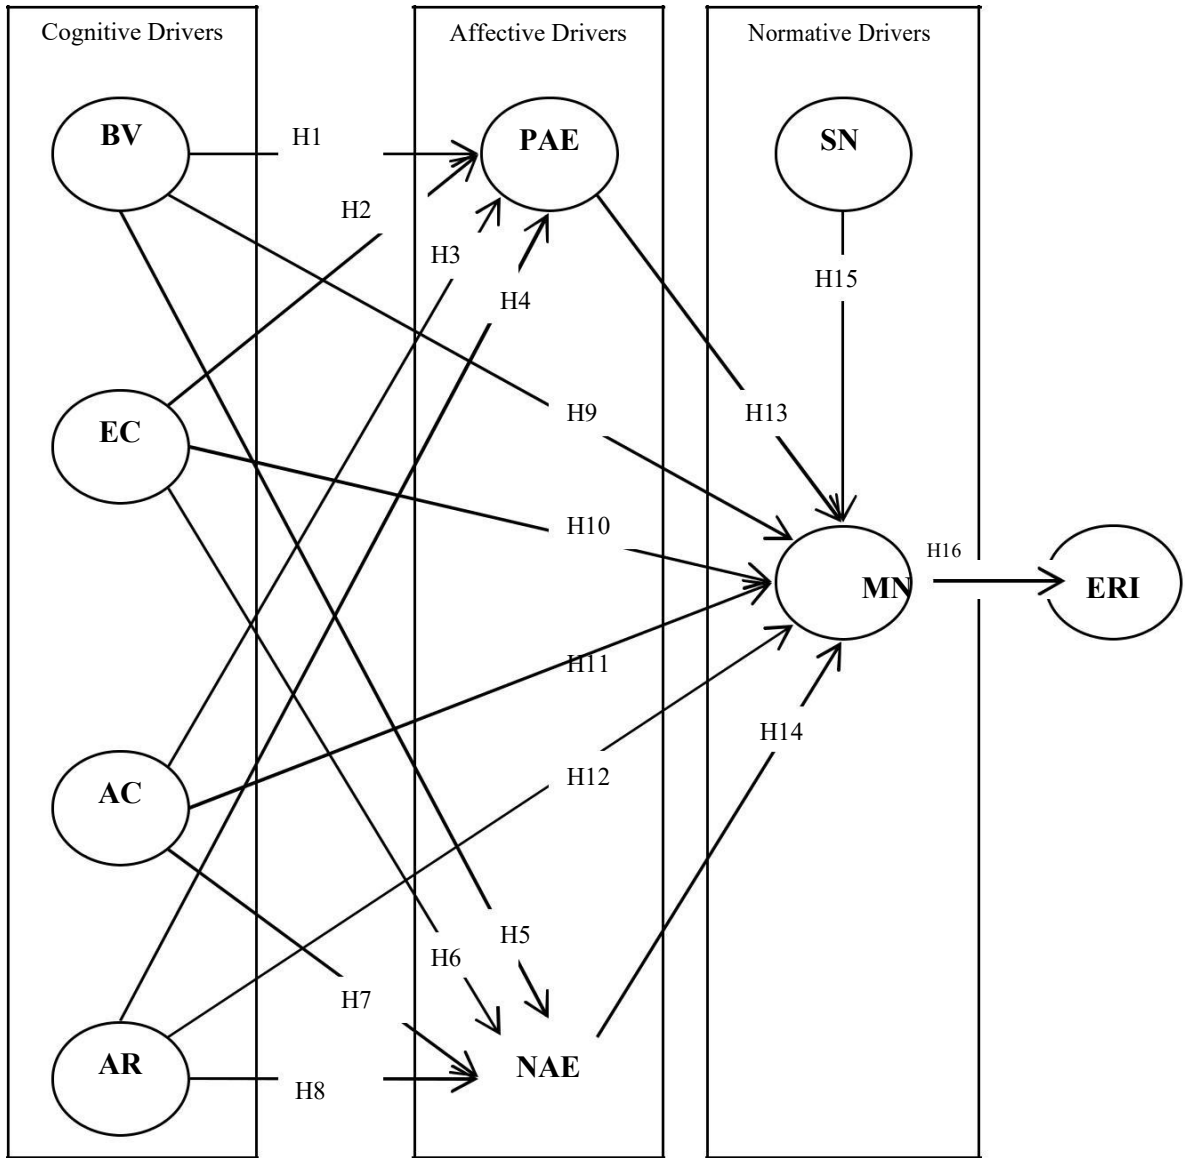 Cognitive Drivers
Affective Drivers
Normative Drivers
BV
H1
PAE
SN
H2
H3
H15
H4
EC
H9
H13
H10
H16
MN
ERI
H11
H14
AC
H12
H5
H6
H7
AR
NAE
H8